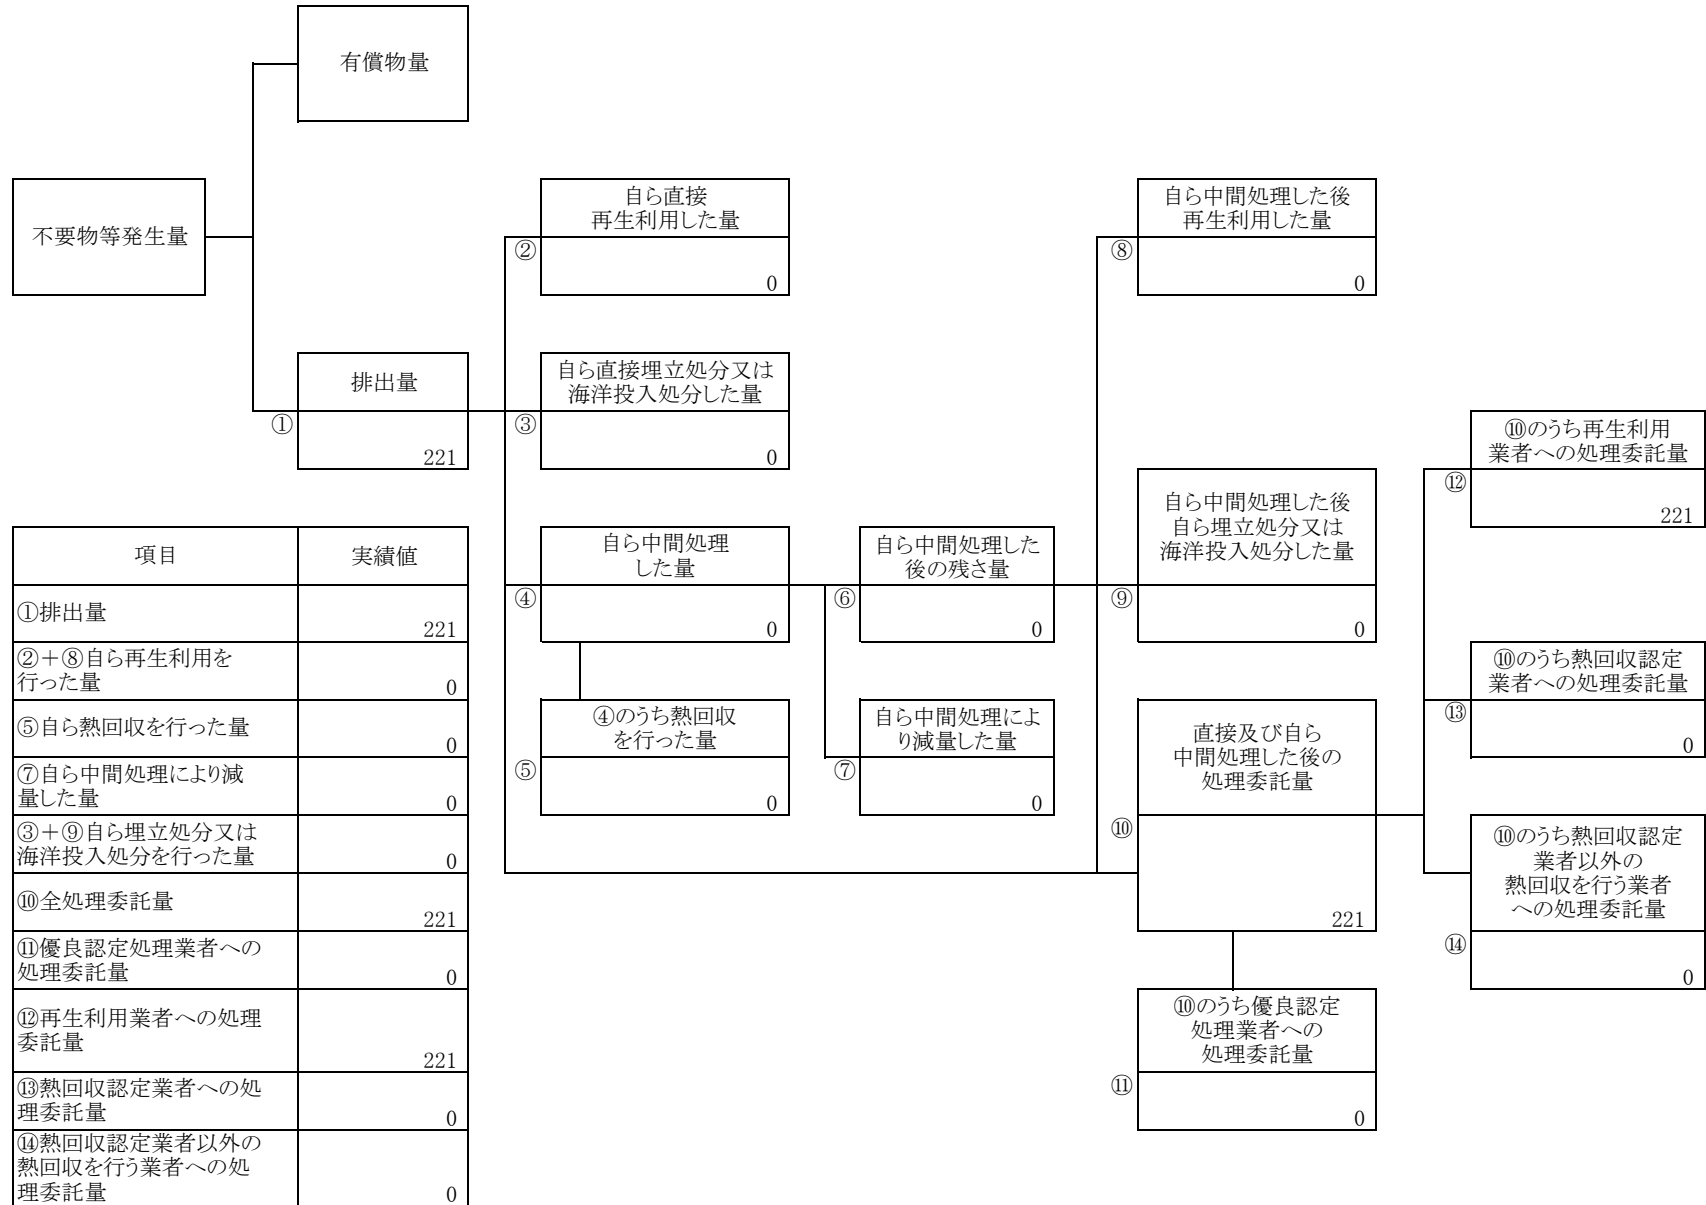 有償物量
不要物等発生量
自ら直接
再生利用した量
②
0
自ら中間処理した後
再生利用した量
⑧
0
排出量
①
221
自ら直接埋立処分又は
海洋投入処分した量
③
0
⑩のうち再生利用
業者への処理委託量
⑫
221
自ら中間処理
した量
④
0
自ら中間処理した
後の残さ量
⑥
0
自ら中間処理した後
自ら埋立処分又は
海洋投入処分した量
⑨
0
⑩のうち熱回収認定
業者への処理委託量
⑬
0
④のうち熱回収
を行った量
⑤
0
自ら中間処理によ
り減量した量
⑦
0
直接及び自ら
中間処理した後の
処理委託量
⑩
221
⑩のうち熱回収認定
業者以外の
熱回収を行う業者
への処理委託量
⑭
0
⑩のうち優良認定
処理業者への
処理委託量
⑪
0
項目 実績値
①排出量
221
②＋⑧自ら再生利用を
行った量 0
⑤自ら熱回収を行った量
0
⑦自ら中間処理により減
量した量 0
③＋⑨自ら埋立処分又は
海洋投入処分を行った量 0
⑩全処理委託量
221
⑪優良認定処理業者への
処理委託量 0
⑫再生利用業者への処理
委託量
221
⑬熱回収認定業者への処
理委託量 0
⑭熱回収認定業者以外の
熱回収を行う業者への処
理委託量 0